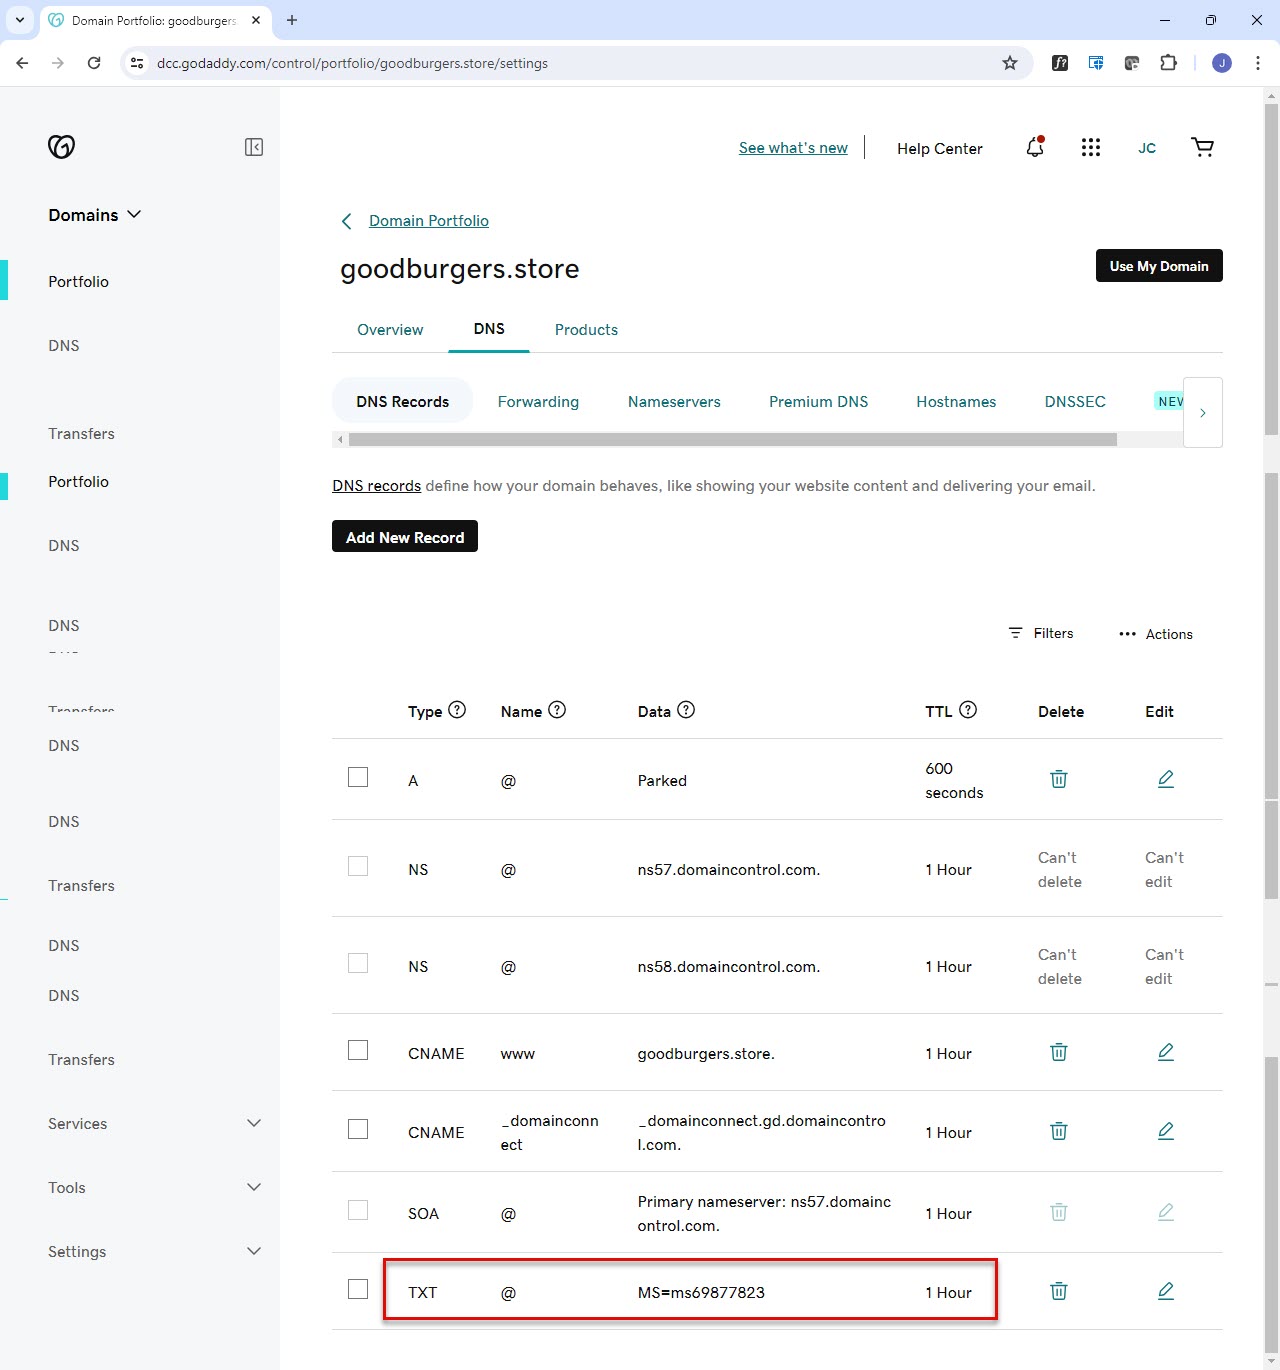 Domain Portfolio: goodburgers
dcc.godaddy.com/control/portfolio/goodburgers.store/settings
J
See what's new
Help Center
JC
Domains
Portfolio
DNS
Transfers
Portfolio
DNS
DNS
DNS
Transfers
DNS
DNS
Transfers
DNS
DNS
Transfers
Services
Tools
Settings
Domain Portfolio
goodburgers.store
Use My Domain
Overview DNS Products
DNS Records Forwarding Nameservers Premium DNS Hostnames DNSSEC NEW
DNS records define how your domain behaves, like showing your website content and delivering your email.
Add New Record
Filters ••• Actions
Type ? Name ? Data ? TTL ? Delete Edit
A @ Parked 600 seconds
NS @ ns57.domaincontrol.com. 1 Hour Can't delete Can't edit
NS @ ns58.domaincontrol.com. 1 Hour Can't delete Can't edit
CNAME www goodburgers.store. 1 Hour
CNAME _domainconnect _domainconnect.gd.domaincontrol.com. 1 Hour
SOA @ Primary nameserver: ns57.domaincontrol.com. 1 Hour
TXT @ MS=ms69877823 1 Hour